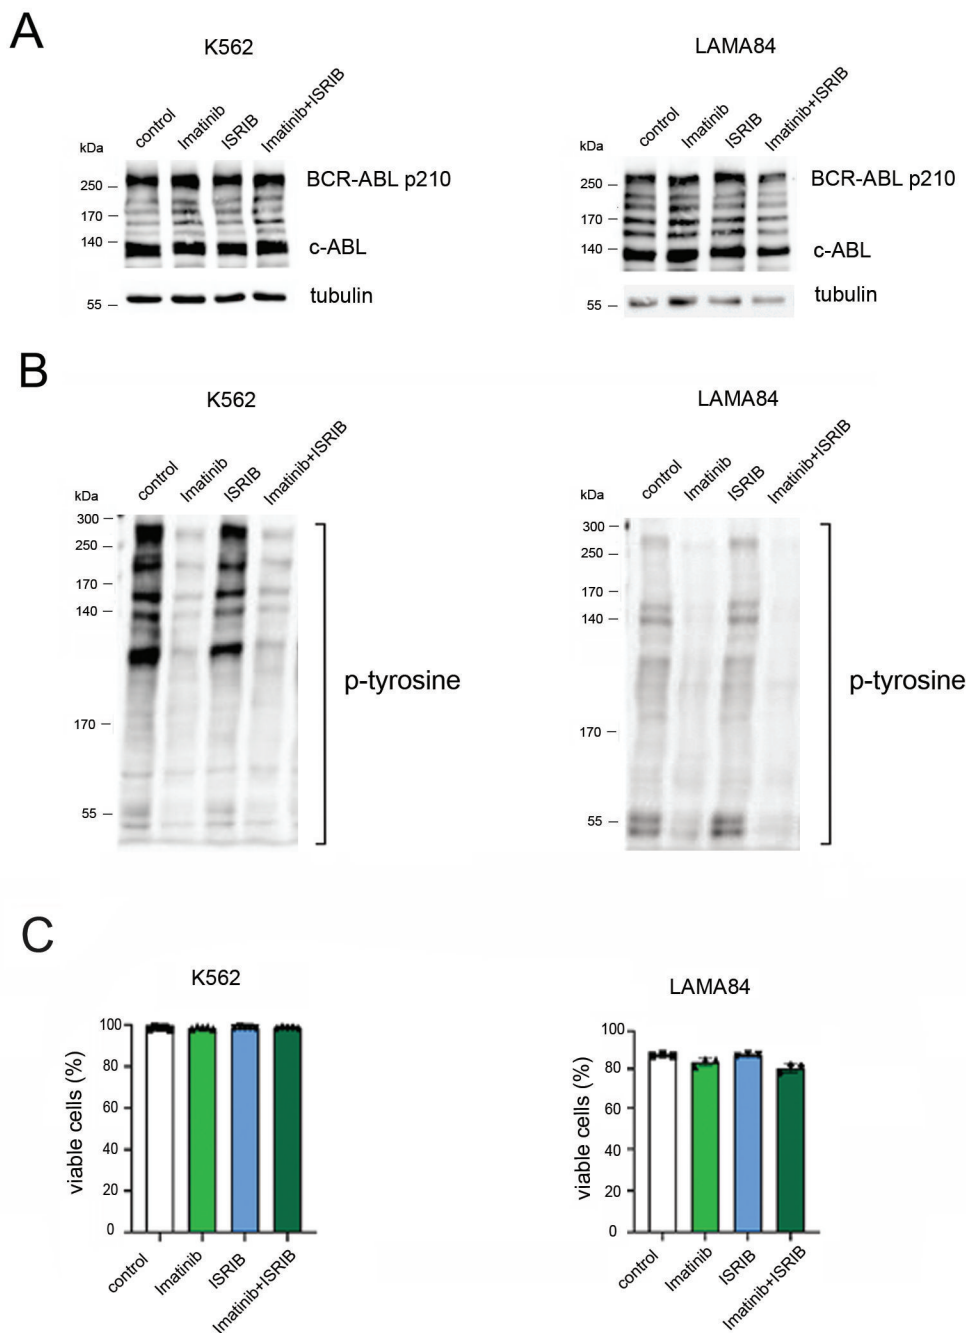 A
K562
control
Imatinib
ISRIB
Imatinib+ISRIB
kDa
250
170
140
55
BCR-ABL p210
c-ABL
tubulin
LAMA84
control
Imatinib
ISRIB
Imatinib+ISRIB
kDa
250
170
140
55
BCR-ABL p210
c-ABL
tubulin
B
K562
control
Imatinib
ISRIB
Imatinib+ISRIB
kDa
300
250
170
140
170
55
p-tyrosine
LAMA84
control
Imatinib
ISRIB
Imatinib+ISRIB
kDa
300
250
170
140
170
55
p-tyrosine
C
K562
viable cells (%)
100
80
60
40
20
0
control
Imatinib
ISRIB
Imatinib+ISRIB
LAMA84
viable cells (%)
100
80
60
40
20
0
control
Imatinib
ISRIB
Imatinib+ISRIB